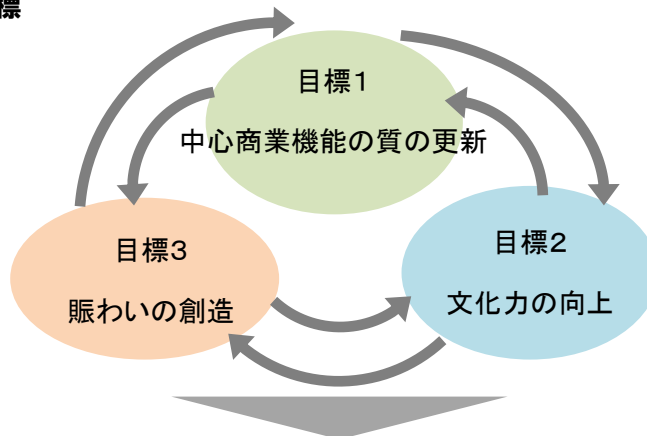 標
目標1
中心商業機能の質の更新
目標3
賑わいの創造
目標2
文化力の向上